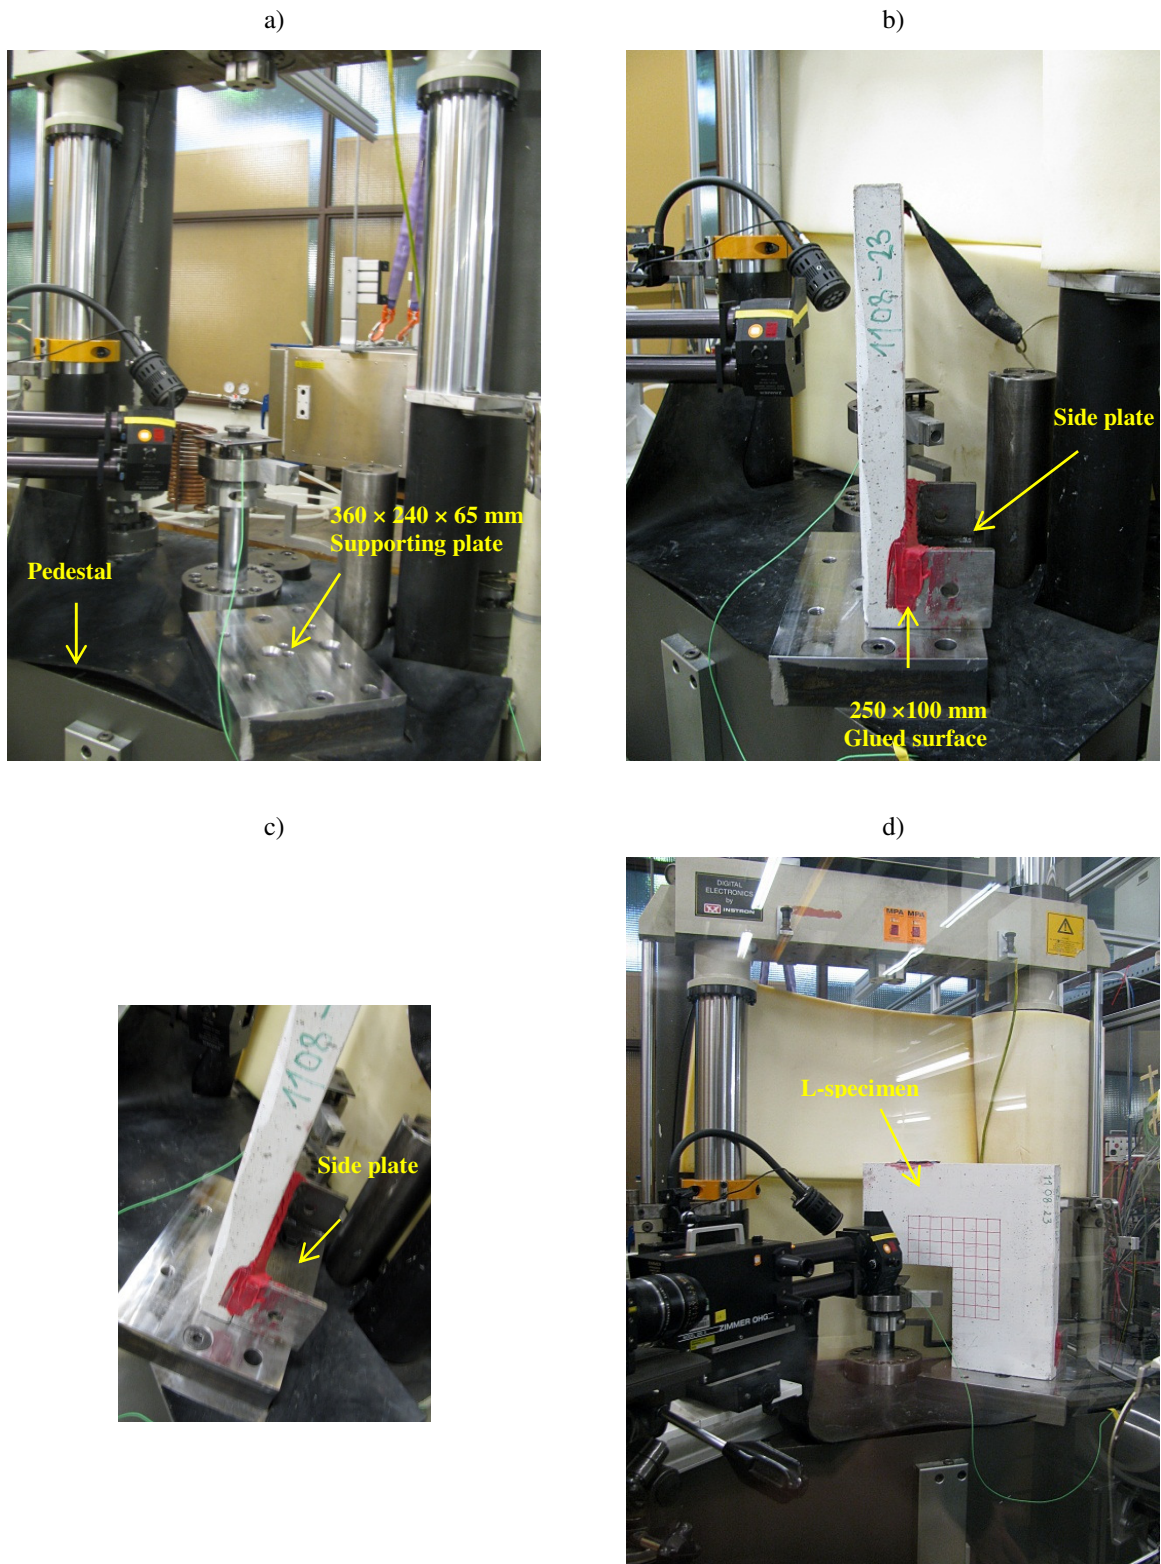 a)
b)
360 × 240 × 65 mm
Supporting plate
Pedestal
1108-23
Side plate
250 ×100 mm
Glued surface
c)
d)
1108-
Side plate
DIGITAL
ELECTRONICS
by
INSTRON
MPA MPA
L-specimen
1108-23
ZIMMER OHG